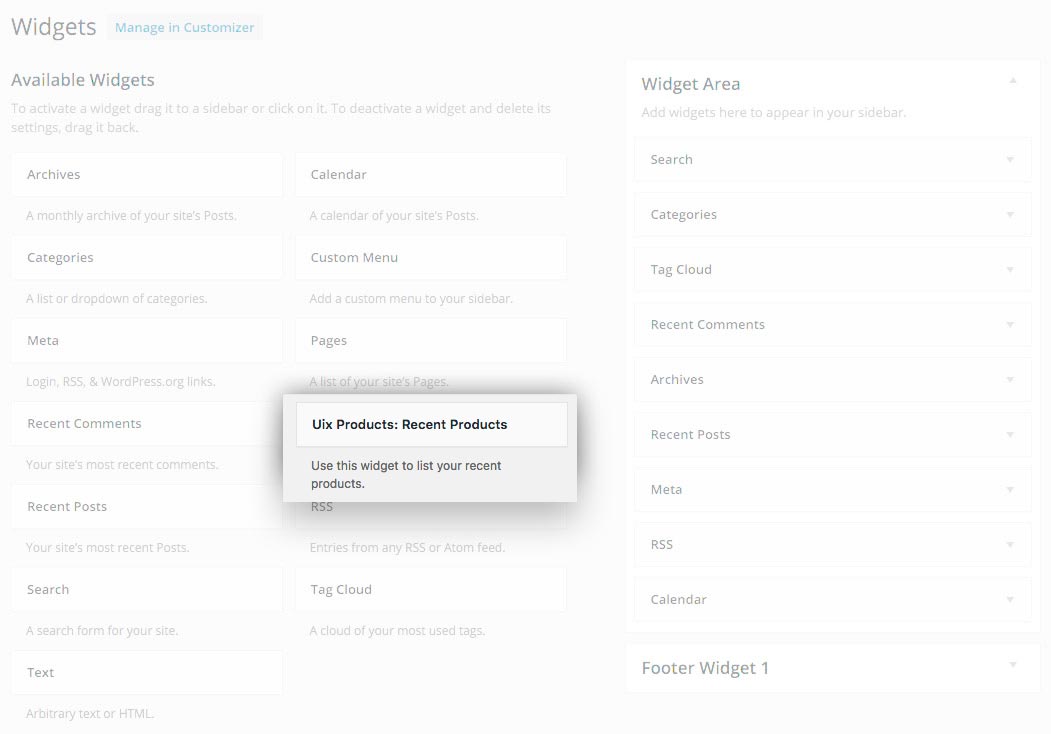 Widgets
Manage in Customizer
Available Widgets
To activate a widget drag it to a sidebar or click on it. To deactivate a widget and delete its
settings, drag it back.
Archives
A monthly archive of your site's Posts.
Calendar
A calendar of your site's Posts.
Categories
A list or dropdown of categories.
Custom Menu
Add a custom menu to your sidebar.
Meta
Login, RSS, & WordPress.org links.
Pages
A list of your site's Pages.
Recent Comments
Your site's most recent comments.
Uix Products: Recent Products
Use this widget to list your recent
products.
Recent Posts
Your site's most recent Posts.
RSS
Entries from any RSS or Atom feed.
Search
A search form for your site.
Tag Cloud
A cloud of your most used tags.
Text
Arbitrary text or HTML.
Widget Area
Add widgets here to appear in your sidebar.
Search
Categories
Tag Cloud
Recent Comments
Archives
Recent Posts
Meta
RSS
Calendar
Footer Widget 1